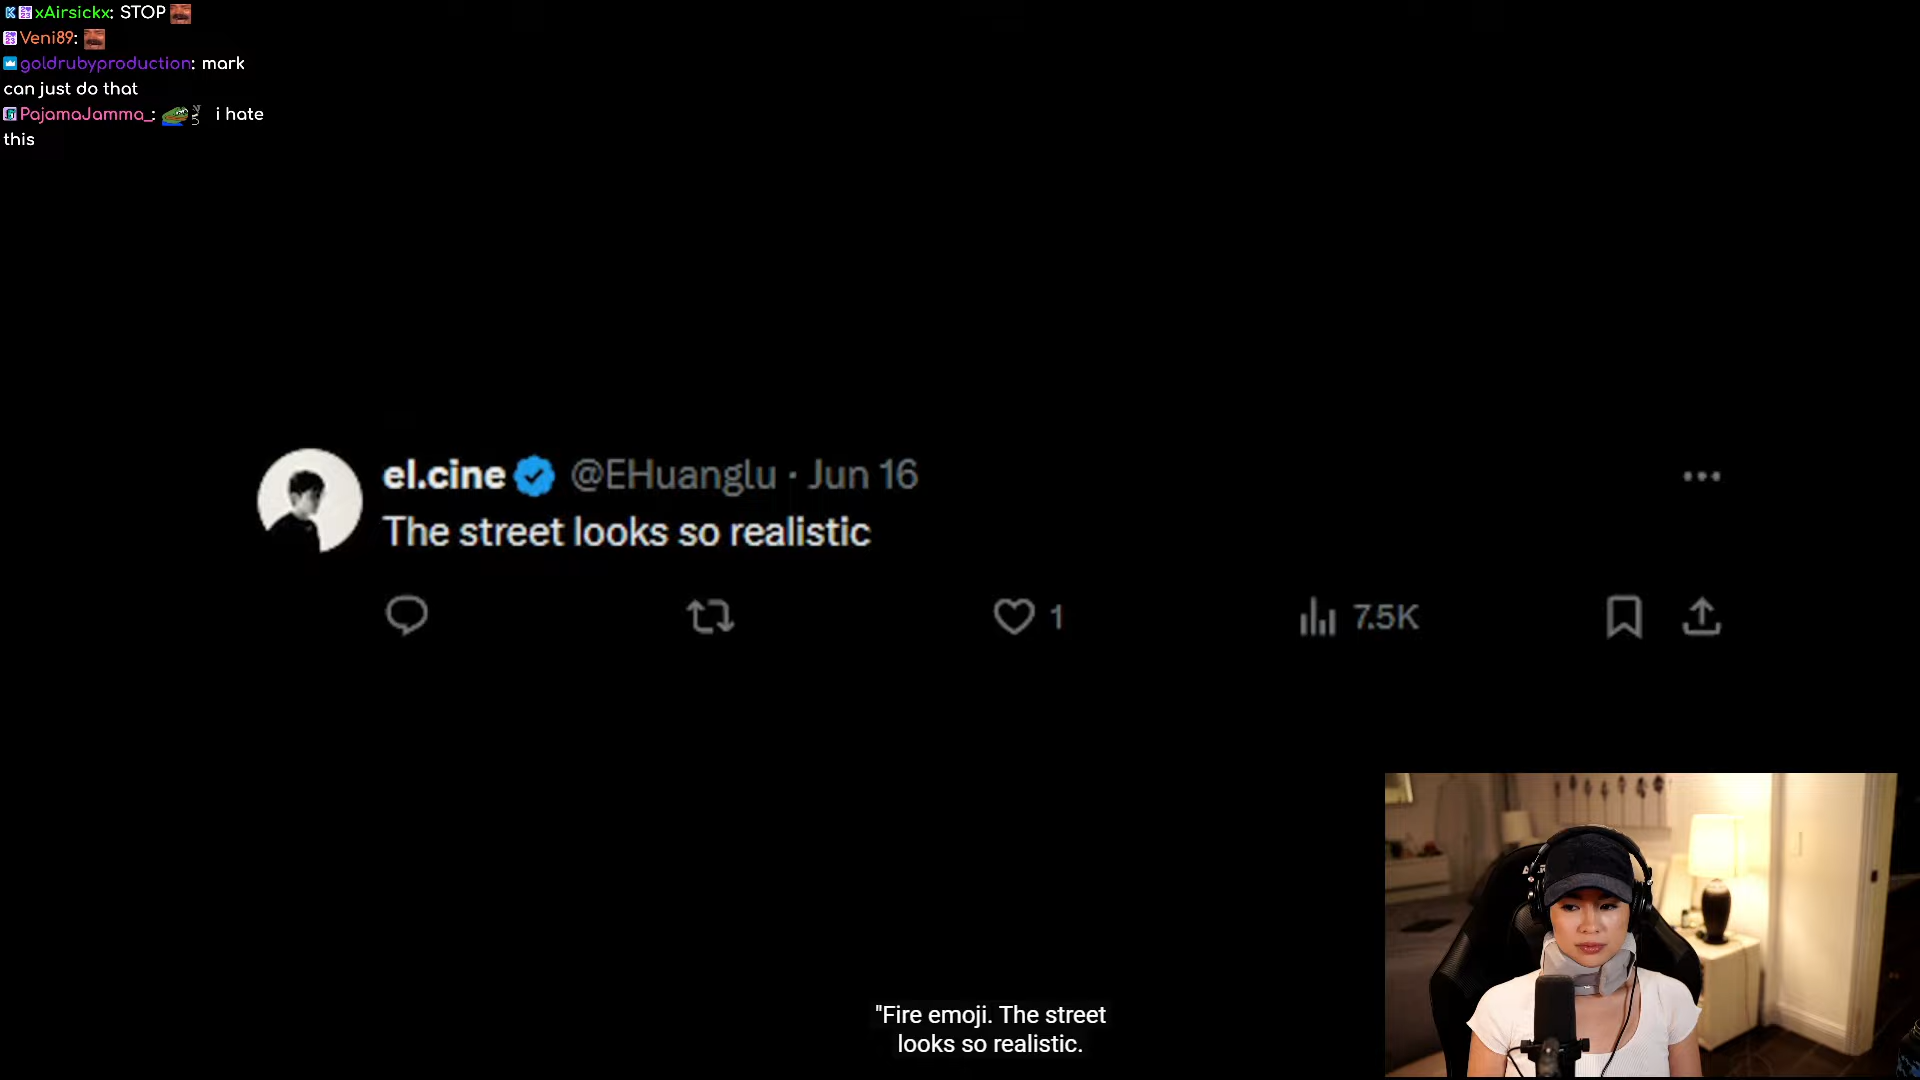 xAirsickx: STOP
Veni89:
goldrubyproduction: mark
can just do that
PajamaJamma_: i hate
this
el.cine @EHuanglu · Jun 16
The street looks so realistic
1
7.5K
"Fire emoji. The street
looks so realistic.